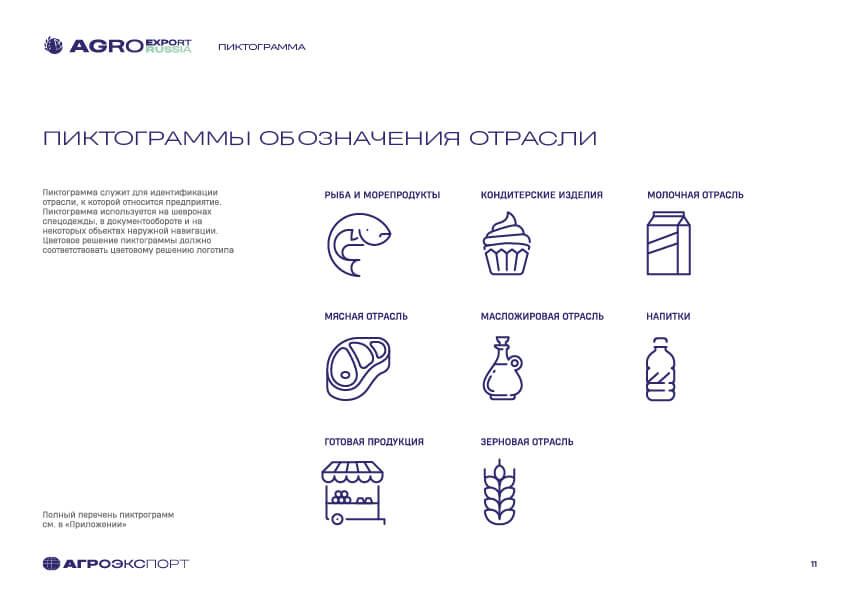 AGRO EXPORT
RUSSIA
ПИКТОГРАММА
ПИКТОГРАММЫ ОБОЗНАЧЕНИЯ ОТРАСЛИ
Пиктограмма служит для идентификации
отрасли, к которой относится предприятие.
Пиктограмма используется на шевронах
спецодежды, в документообороте и на
некоторых объектах наружной навигации.
Цветовое решение пиктограммы должно
соответствовать цветовому решению логотипа
РЫБА И МОРЕПРОДУКТЫ
КОНДИТЕРСКИЕ ИЗДЕЛИЯ
МОЛОЧНАЯ ОТРАСЛЬ
МЯСНАЯ ОТРАСЛЬ
МАСЛОЖИРОВАЯ ОТРАСЛЬ
НАПИТКИ
ГОТОВАЯ ПРОДУКЦИЯ
ЗЕРНОВАЯ ОТРАСЛЬ
Полный перечень пиктрограмм
см. в «Приложении»
АГРОЭКСПОРТ
11